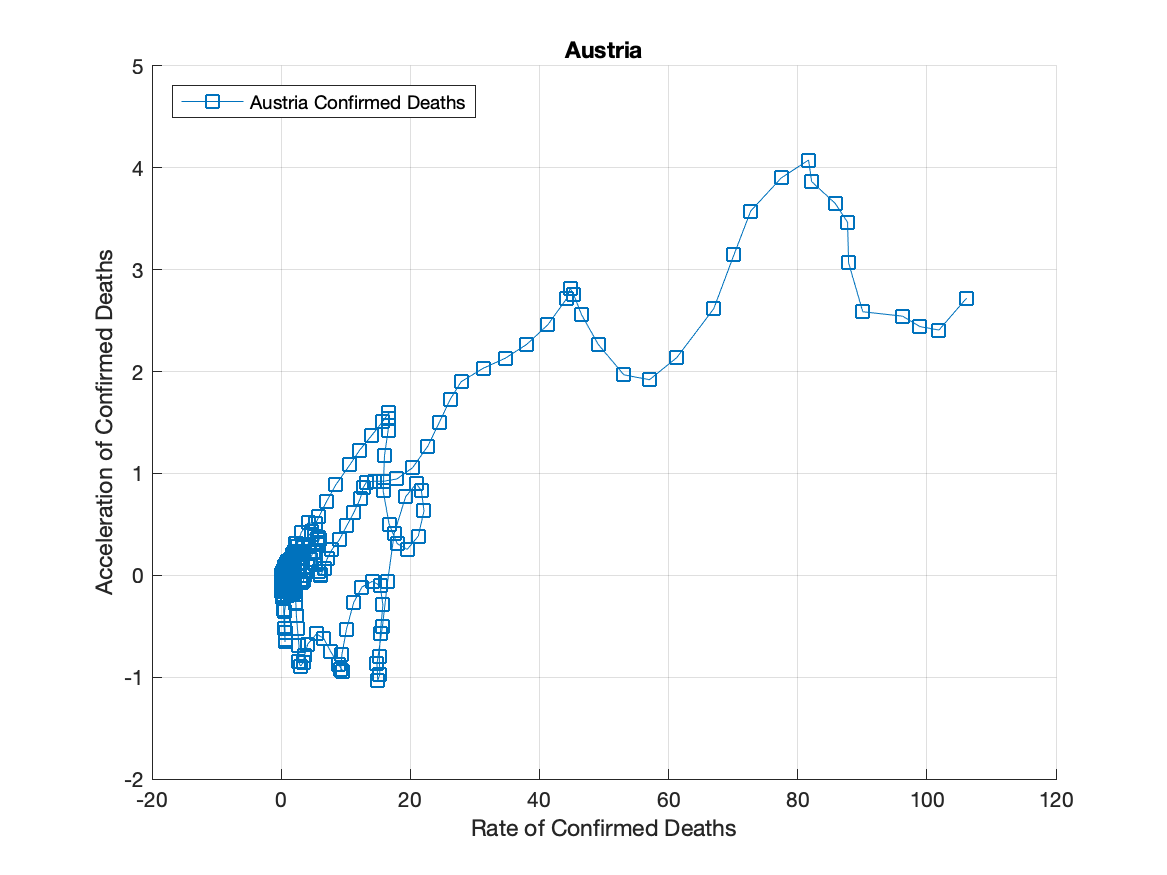 Austria
5
Austria Confirmed Deaths
4
3
2
1
0
-1
-2
Acceleration of Confirmed Deaths
-20 0 20 40 60 80 100 120
Rate of Confirmed Deaths